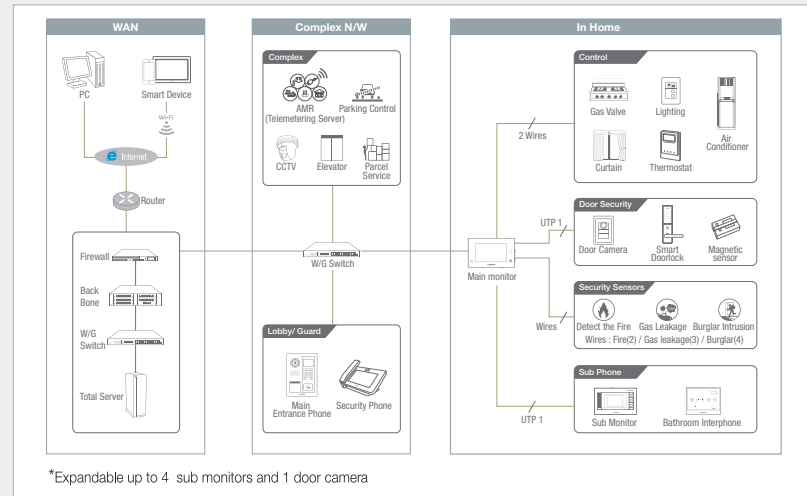 WAN
PC
Smart Device
Wi-Fi
Internet
Router
Firewall
Back
Bone
W/G
Switch
Total Server
Complex N/W
Complex
AMR
(Telemetering Server)
Parking Control
CCTV
Elevator
Parcel
Service
W/G Switch
Lobby/ Guard
Main
Entrance Phone
Security Phone
In Home
Main monitor
2 Wires
UTP 1
Wires
UTP 1
Control
Gas Valve
Lighting
Air
Conditioner
Curtain
Thermostat
Door Security
Door Camera
Smart
Doorlock
Magnetic
sensor
Security Sensors
Detect the Fire
Gas Leakage
Burglar Intrusion
Wires : Fire(2) / Gas leakage(3) / Burglar(4)
Sub Phone
Sub Monitor
Bathroom Interphone
*Expandable up to 4 sub monitors and 1 door camera